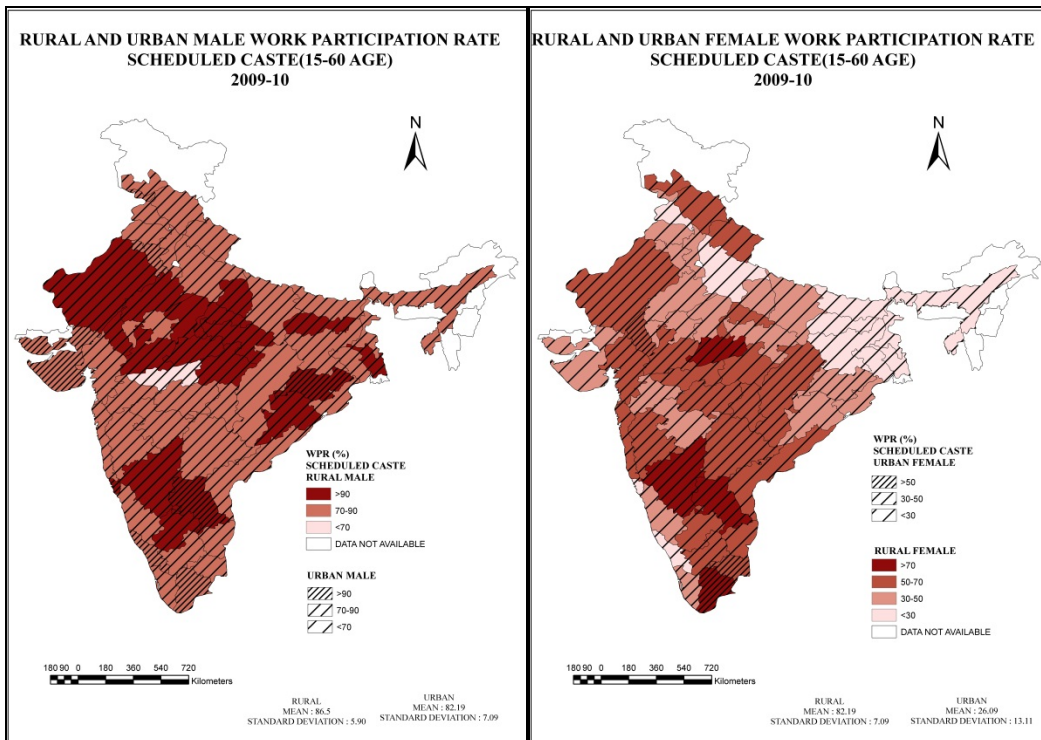 RURAL AND URBAN MALE WORK PARTICIPATION RATE
SCHEDULED CASTE(15-60 AGE)
2009-10
N
WPR (%)
SCHEDULED CASTE
RURAL MALE
>90
70-90
<70
DATA NOT AVAILABLE
URBAN MALE
>90
70-90
<70
180 90 0 180 360 540 720
Kilometers
RURAL
MEAN : 86.5
STANDARD DEVIATION : 5.90
URBAN
MEAN : 82.19
STANDARD DEVIATION : 7.09
RURAL AND URBAN FEMALE WORK PARTICIPATION RATE
SCHEDULED CASTE(15-60 AGE)
2009-10
N
WPR (%)
SCHEDULED CASTE
URBAN FEMALE
>50
30-50
<30
RURAL FEMALE
>70
50-70
30-50
<30
DATA NOT AVAILABLE
180 90 0 180 360 540 720
Kilometers
RURAL
MEAN : 82.19
STANDARD DEVIATION : 7.09
URBAN
MEAN : 26.09
STANDARD DEVIATION : 13.11